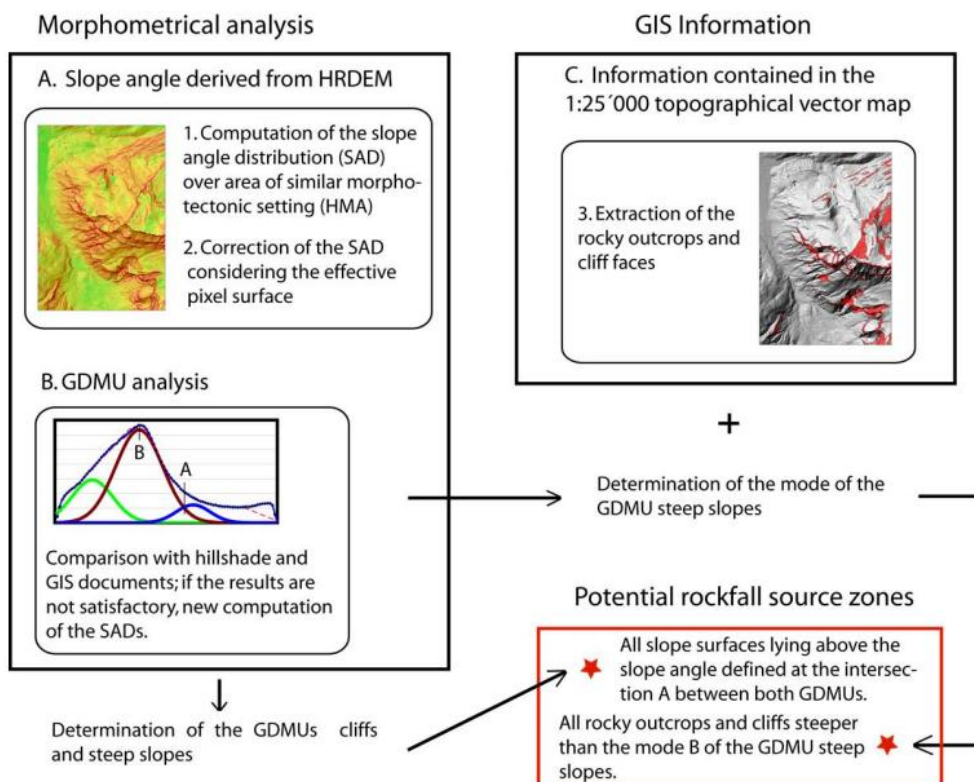 Morphometrical analysis
A. Slope angle derived from HRDEM
1. Computation of the slope
angle distribution (SAD)
over area of similar morpho-
tectonic setting (HMA)
2. Correction of the SAD
considering the effective
pixel surface
B. GDMU analysis
B
A
Comparison with hillshade and
GIS documents; if the results are
not satisfactory, new computation
of the SADs.
Determination of the GDMUs cliffs
and steep slopes
GIS Information
C. Information contained in the
1:25´000 topographical vector map
3. Extraction of the
rocky outcrops and
cliff faces
+
Determination of the mode of the
GDMU steep slopes
Potential rockfall source zones
All slope surfaces lying above the
slope angle defined at the intersec-
tion A between both GDMUs.
All rocky outcrops and cliffs steeper
than the mode B of the GDMU steep
slopes.